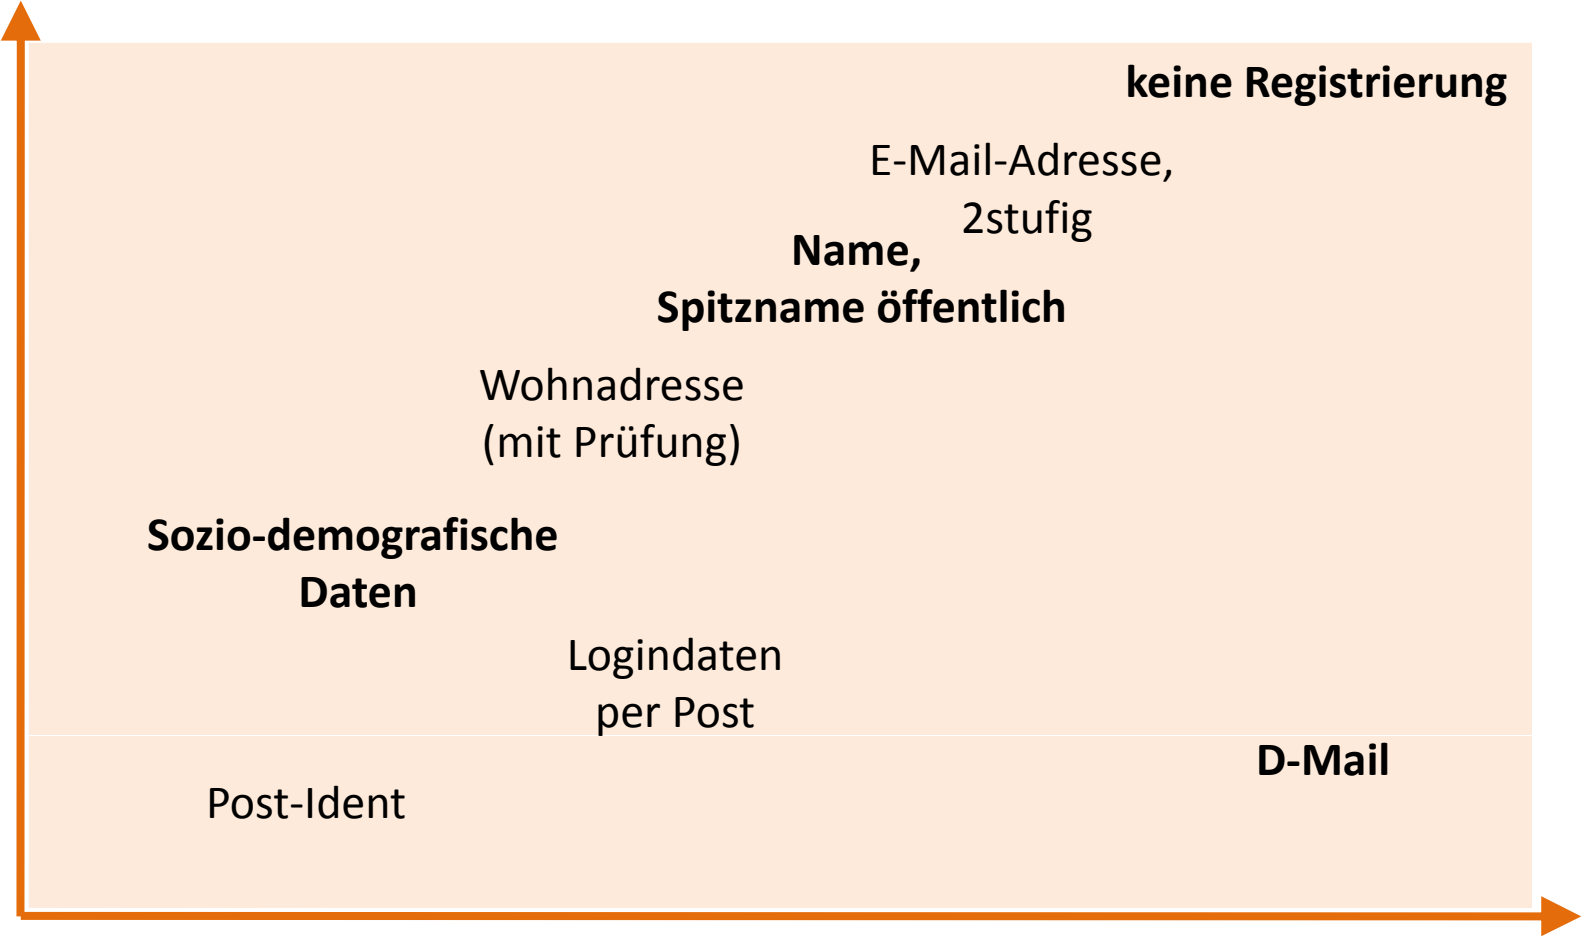 keine Registrierung
E-Mail-Adresse,
2stufig
Name,
Spitzname öffentlich
Wohnadresse
(mit Prüfung)
Sozio-demografische
Daten
Logindaten
per Post
D-Mail
Post-Ident